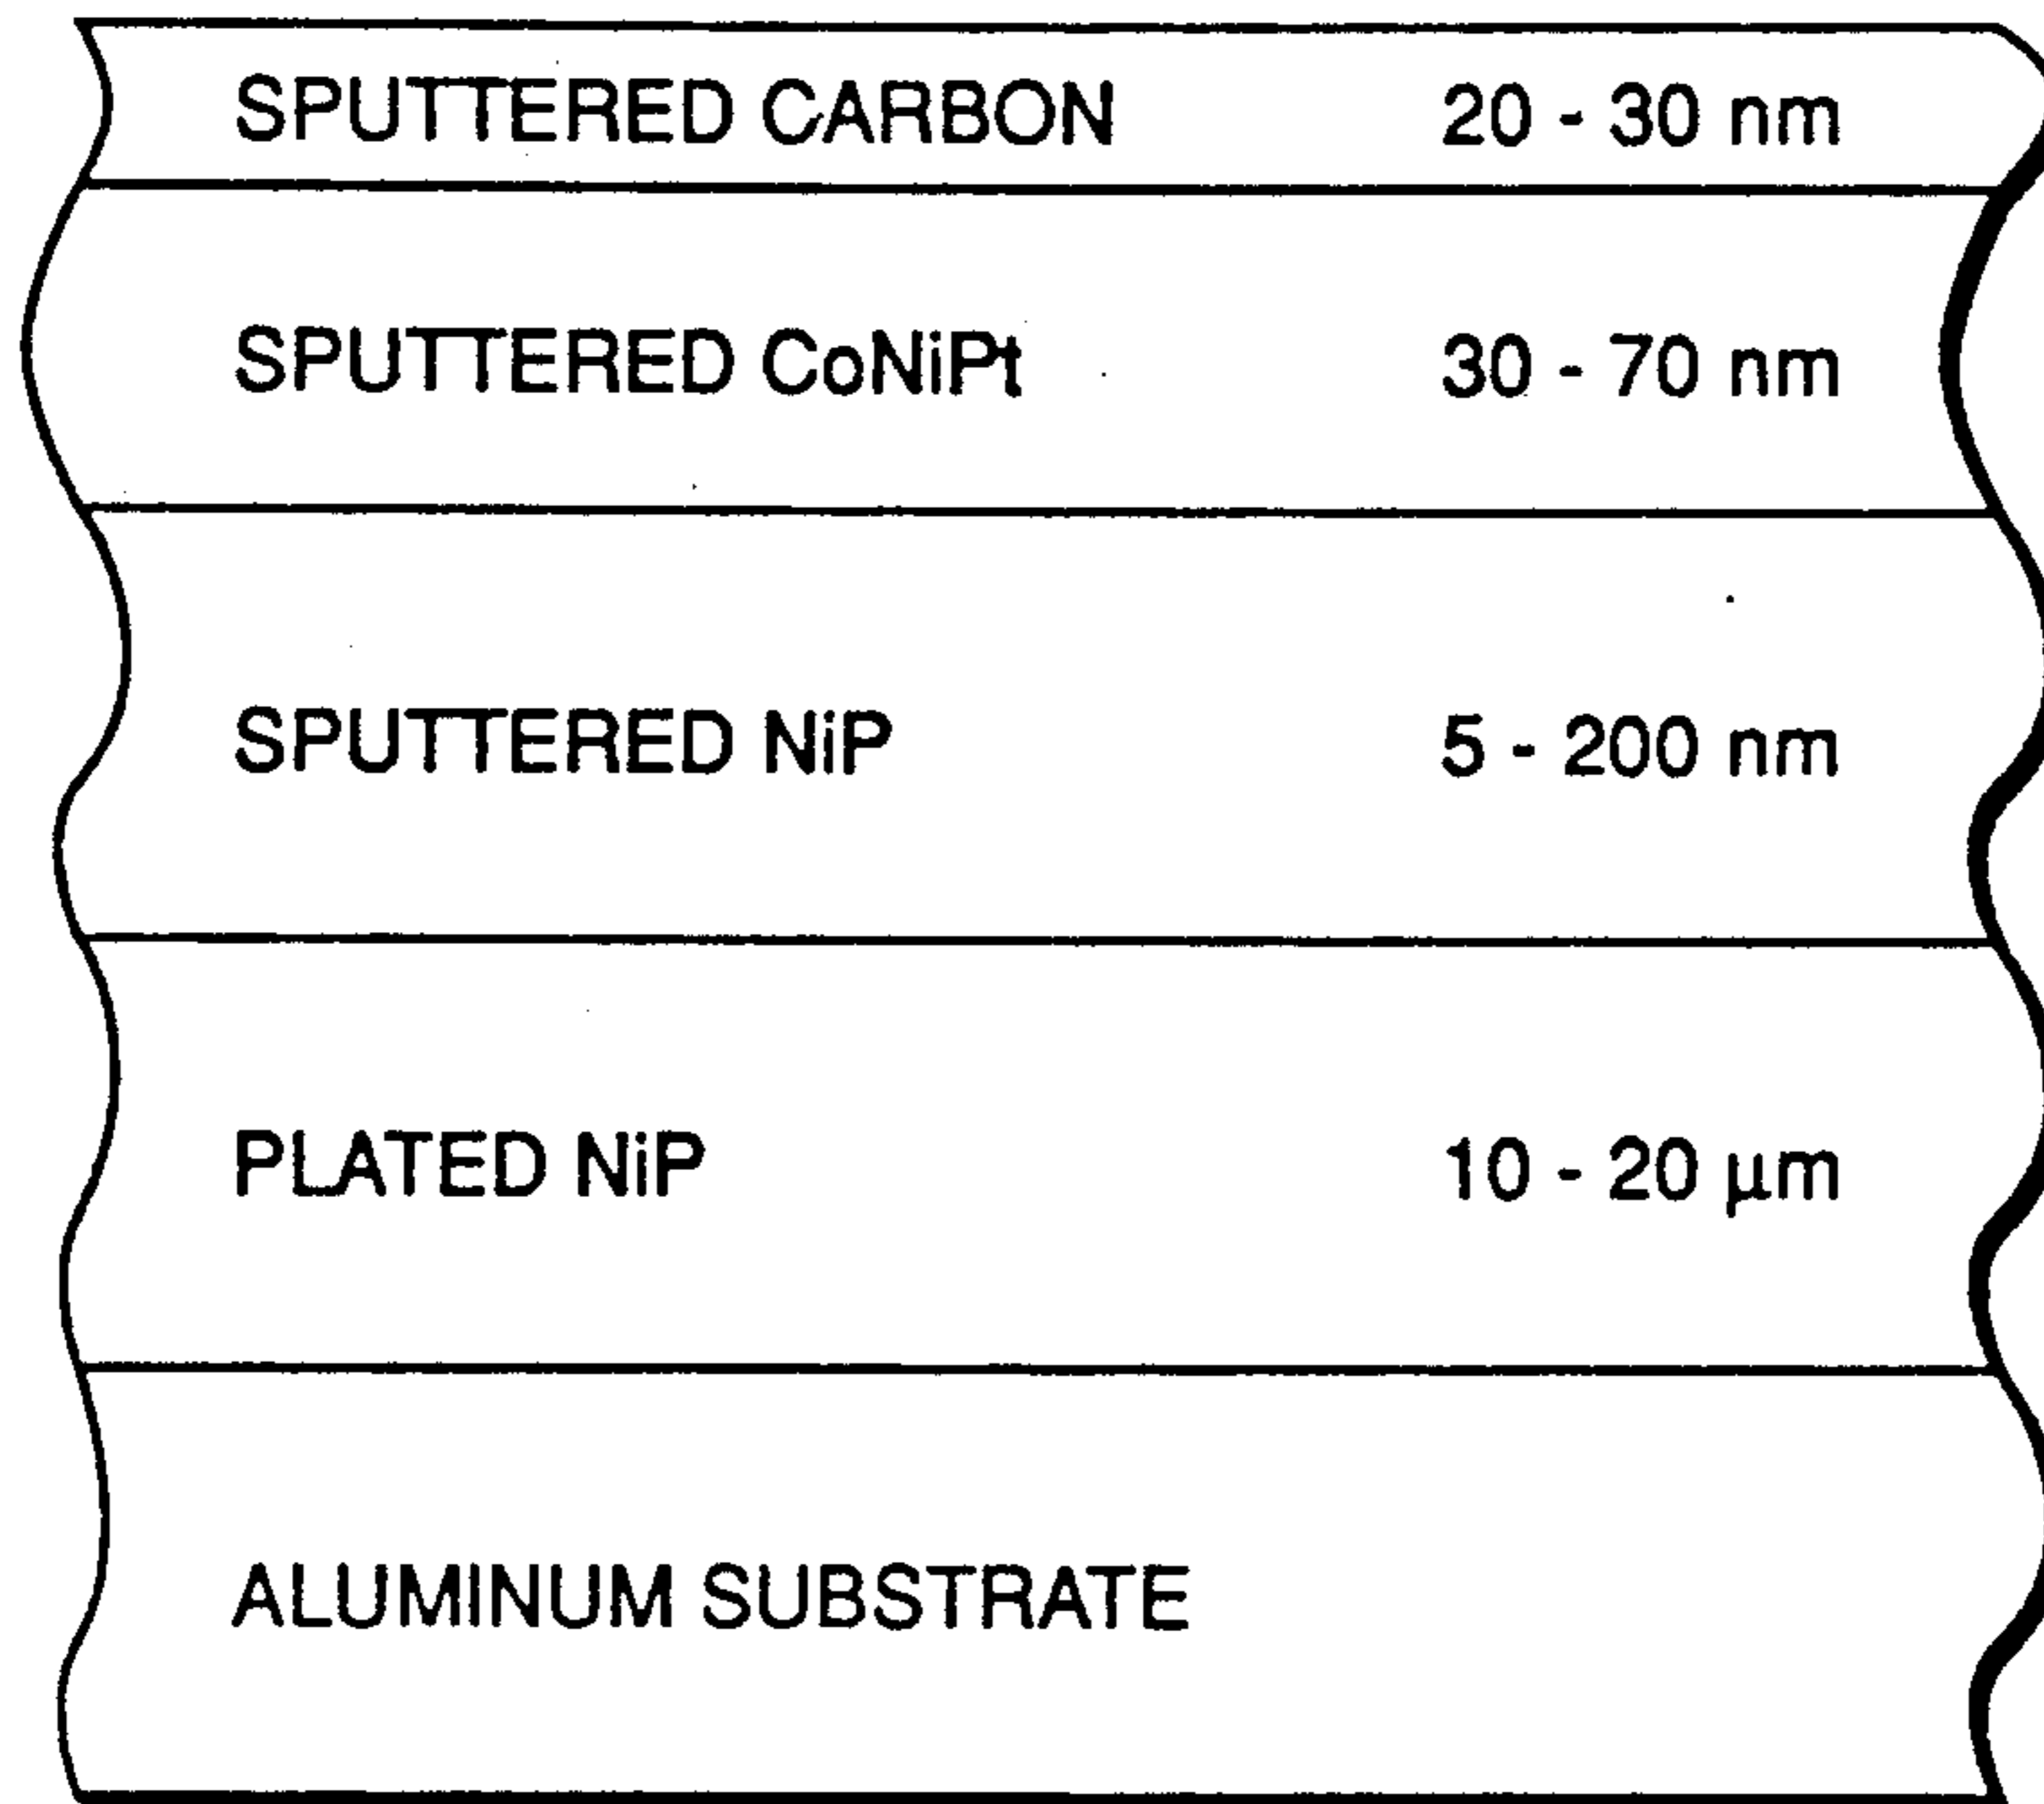 SPUTTERED CARBON 20 - 30 nm
SPUTTERED CoNiPt 30 - 70 nm
SPUTTERED NiP 5 - 200 nm
PLATED NiP 10 - 20 µm
ALUMINUM SUBSTRATE